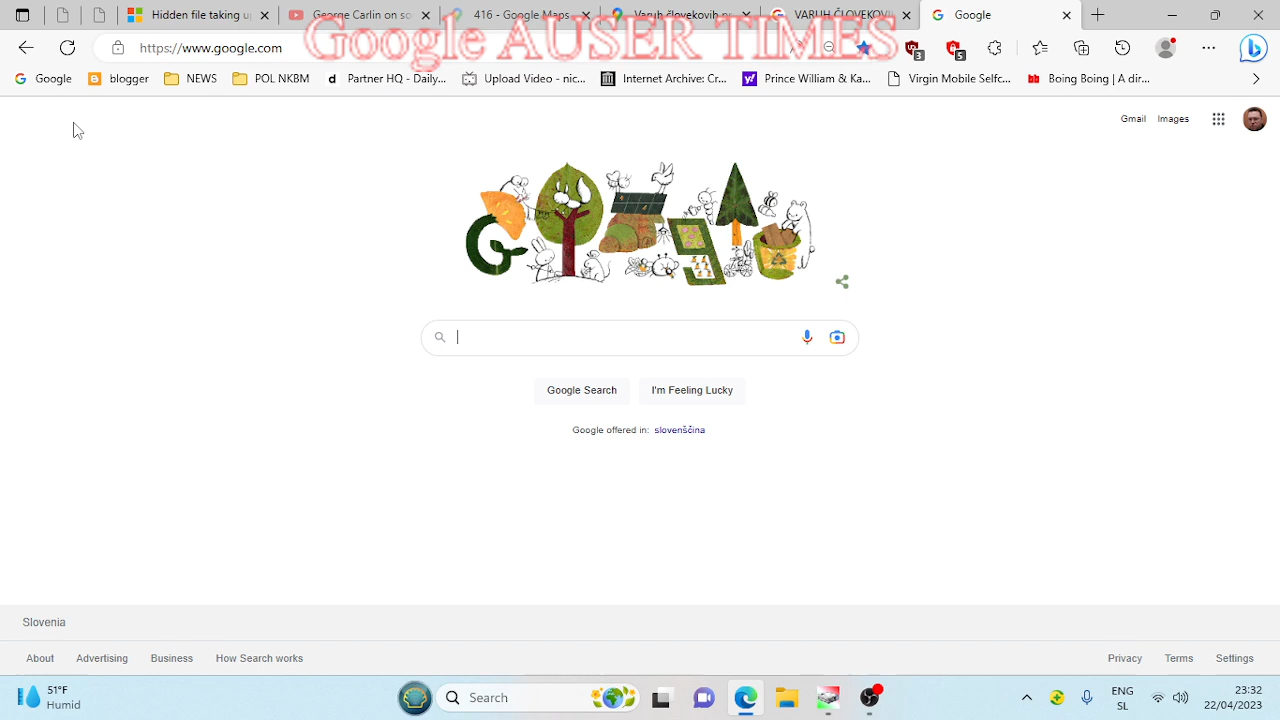 Hidden file taking up
George Carlin on so
416 - Google Maps
Varuh človekovih
VARUH ČLOVEKOVI
Google
Google AUSER TIMES
https://www.google.com
3
5
Google
blogger
NEWS
POL NKBM
Partner HQ - Daily...
Upload Video - nic...
Internet Archive: Cr...
Prince William & Ka...
Virgin Mobile Selfc...
Boing Boing | A dir...
Gmail
Images
Google Search
I'm Feeling Lucky
Google offered in: slovenščina
Slovenia
About
Advertising
Business
How Search works
Privacy
Terms
Settings
51°F
Humid
Search
ENG
SL
23:32
22/04/2023